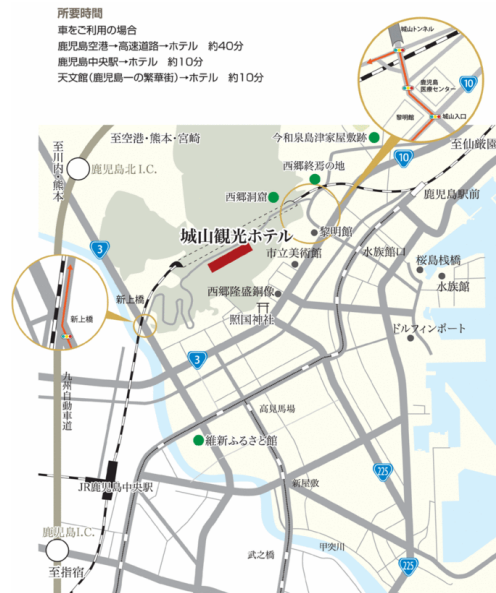 所要時間
車をご利用の場合
鹿児島空港→高速道路→ホテル 約40分
鹿児島中央駅→ホテル 約10分
天文館(鹿児島一の繁華街)→ホテル 約10分
城山トンネル
10
鹿児島
医療センター
黎明館
城山入口
至川内・熊本
至空港・熊本・宮崎
今和泉島津家屋敷跡
10
至仙厳園
鹿児島北I.C.
西郷終焉の地
西郷洞窟
鹿児島駅前
城山観光ホテル
黎明館
3
市立美術館
水族館口
桜島桟橋
水族館
新上橋
新上橋
西郷隆盛銅像
照国神社
ドルフィンポート
3
九州自動車道
高見馬場
維新ふるさと館
225
JR鹿児島中央駅
新屋敷
鹿児島I.C.
武之橋
甲突川
225
至指宿